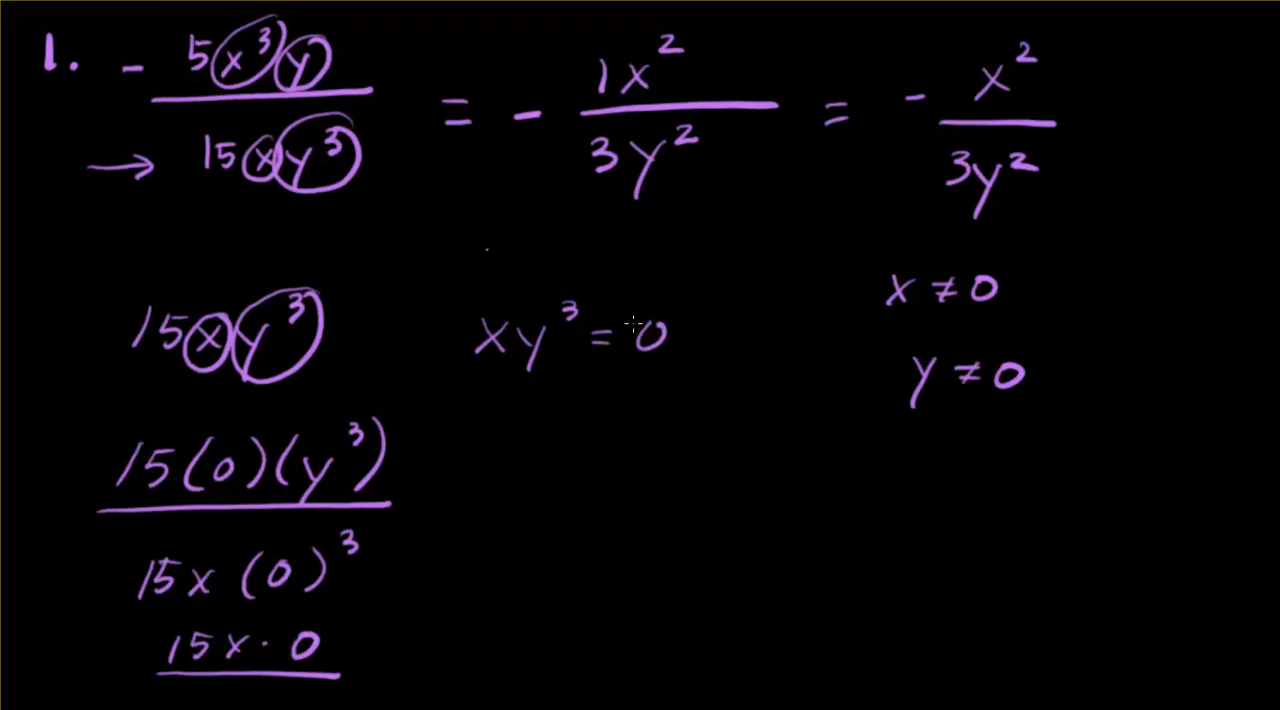 1. - 5x³y / 15xy³ = - 1x² / 3y² = - x² / 3y²
→
15xy³ xy³ = 0 x ≠ 0
y ≠ 0
15(0)(y³)
15x(0)³
15x · 0